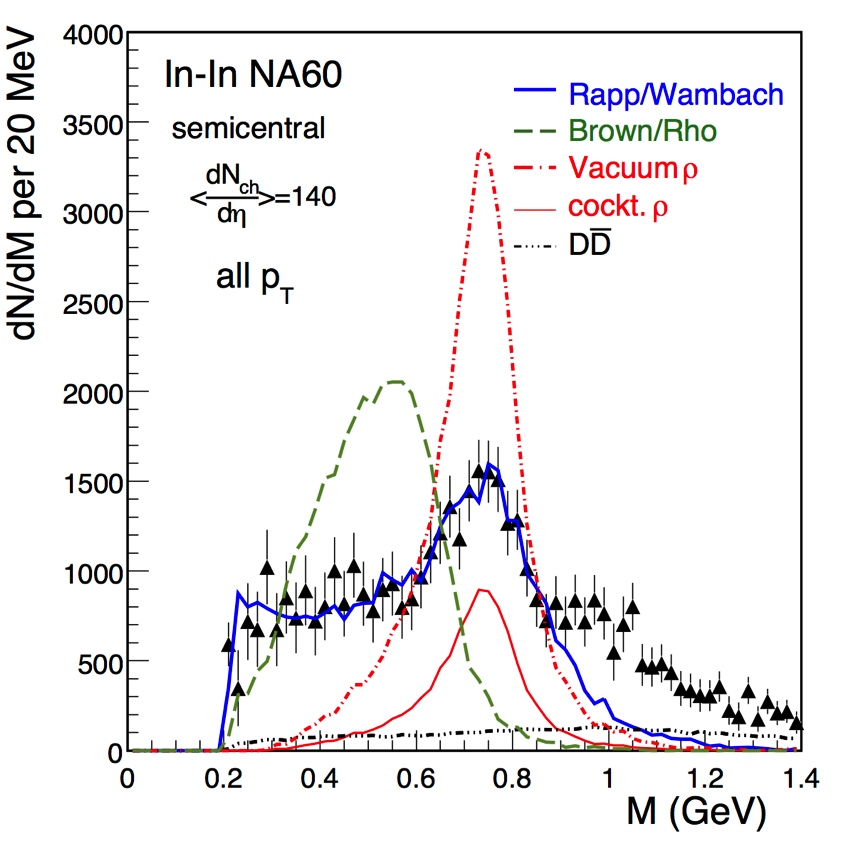 dN/dM per 20 MeV
4000
3500
3000
2500
2000
1500
1000
500
0
In-In NA60
semicentral
<dN_ch/dη>=140
all p_T
Rapp/Wambach
Brown/Rho
Vacuum ρ
cockt. ρ
DD̅
0 0.2 0.4 0.6 0.8 1 1.2 1.4
M (GeV)